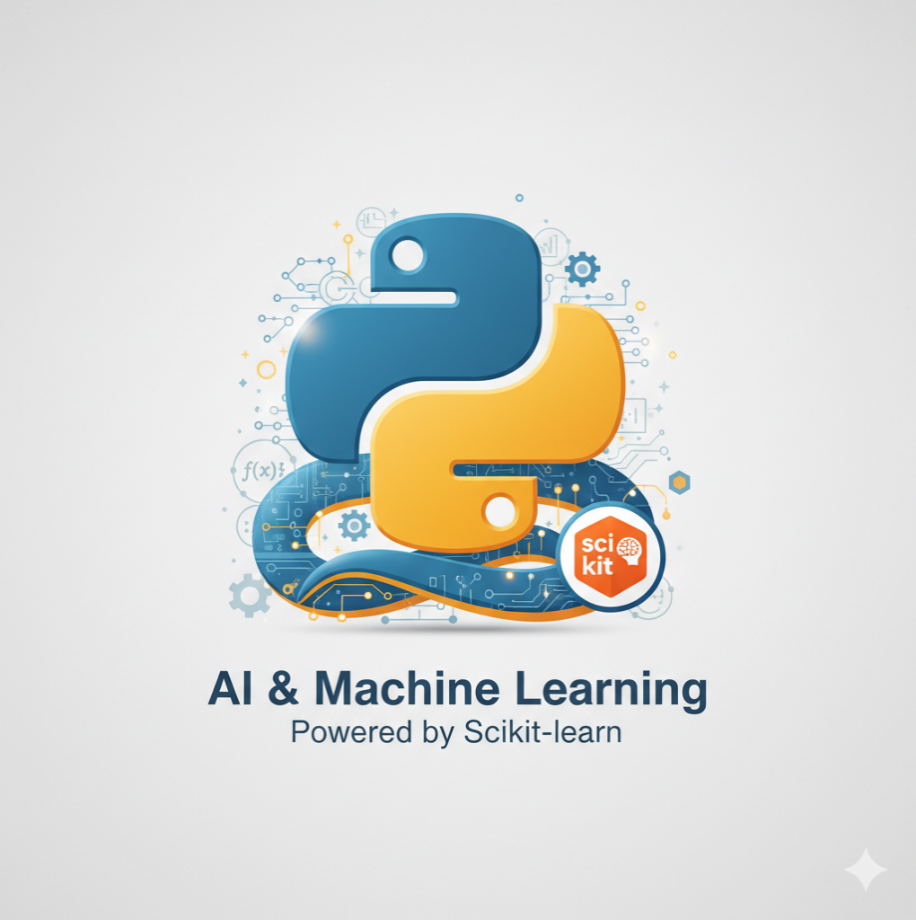 f(x)
sci
kit
AI & Machine Learning
Powered by Scikit-learn